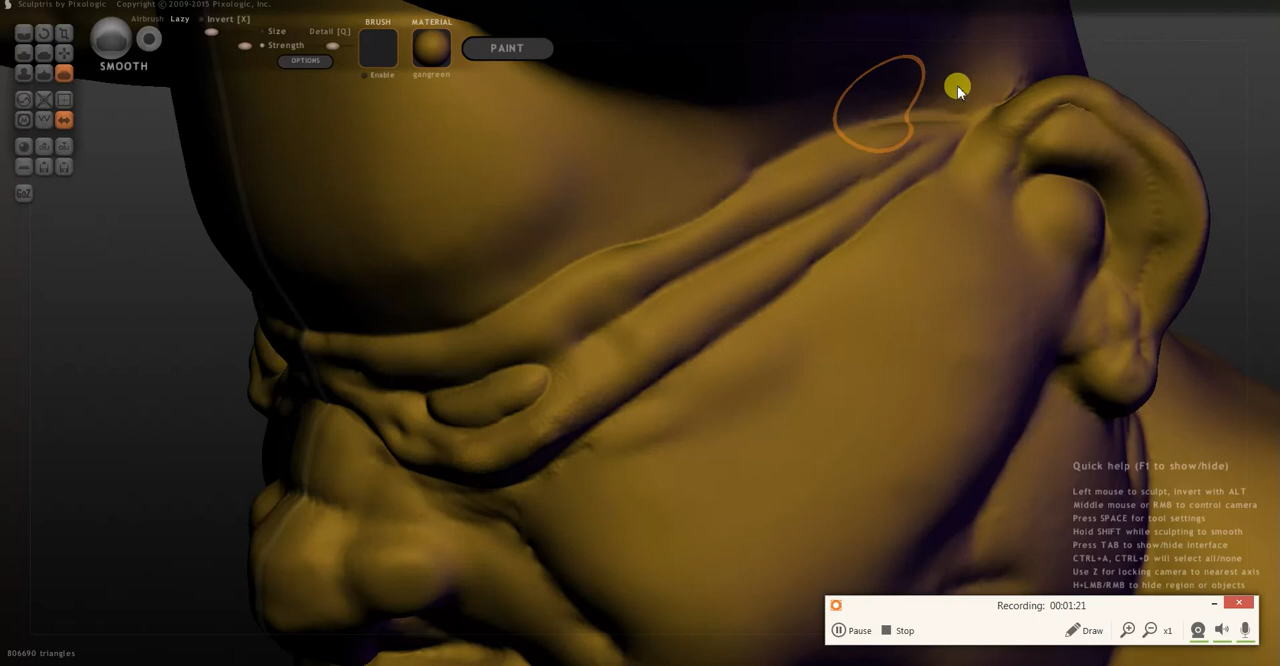 Sculptris by Pixologic Copyright © 2009-2015 Pixologic, Inc.
Airbrush Lazy Invert [X]
Size Detail [Q]
Strength
OPTIONS
SMOOTH
BRUSH
Enable
MATERIAL
gangreen
PAINT
GoZ
Quick help (F1 to show/hide)
Left mouse to sculpt, invert with ALT
Middle mouse or RMB to control camera
Press SPACE for tool settings
Hold SHIFT while sculpting to smooth
Press TAB to show/hide interface
CTRL+A, CTRL+D will select all/none
Use Z for locking camera to nearest axis
H+LMB/RMB to hide region or objects
Recording: 00:01:21
Pause Stop Draw x1
806690 triangles